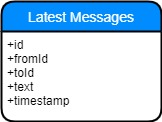 Latest Messages
+id
+fromId
+toId
+text
+timestamp